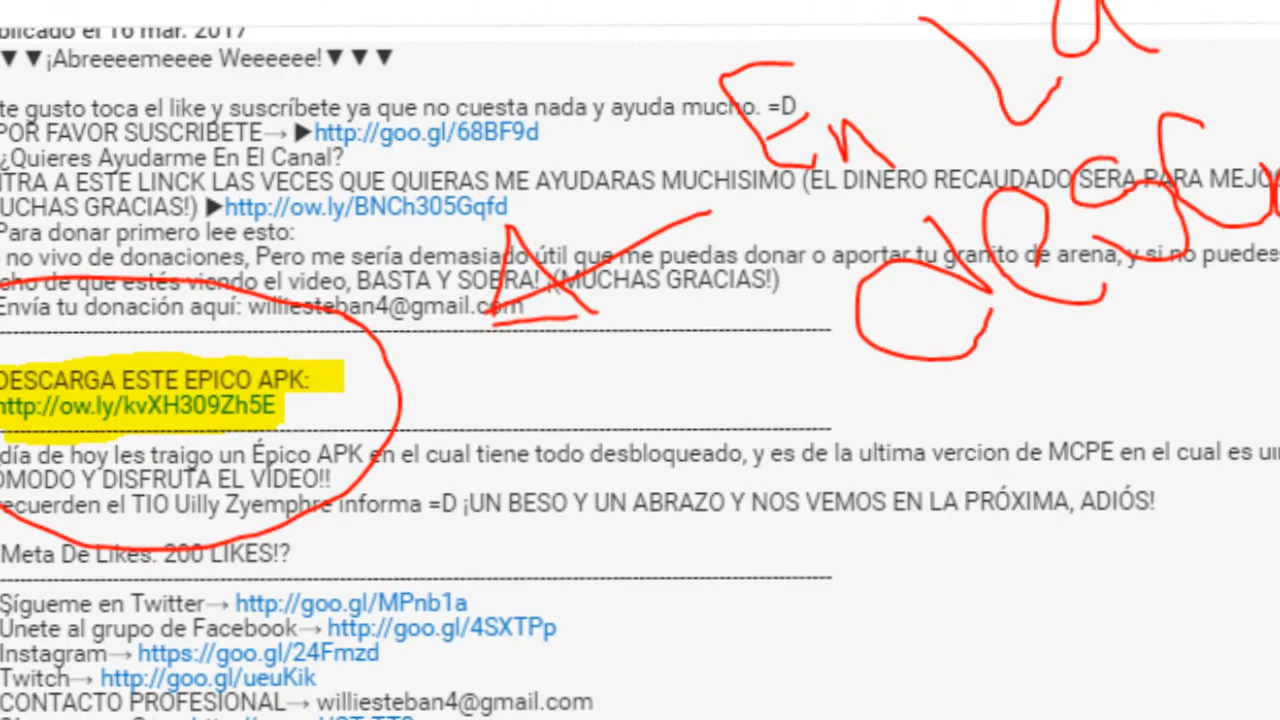 blicado el 16 mar. 2017
▼▼¡Abreeeemeeee Weeeeee!▼▼▼
te gusto toca el like y suscríbete ya que no cuesta nada y ayuda mucho. =D
POR FAVOR SUSCRIBETE→ ▶http://goo.gl/68BF9d
¿Quieres Ayudarme En El Canal?
NTRA A ESTE LINCK LAS VECES QUE QUIERAS ME AYUDARAS MUCHISIMO (EL DINERO RECAUDADO SERA PARA MEJO
UCHAS GRACIAS!) ▶http://ow.ly/BNCh305Gqfd
Para donar primero lee esto:
no vivo de donaciones, Pero me sería demasiado útil que me puedas donar o aportar tu granito de arena, y si no puedes
cho de que estés viendo el video, BASTA Y SOBRA! ¡(MUCHAS GRACIAS!)
Envía tu donación aquí: williesteban4@gmail.com
DESCARGA ESTE EPICO APK:
http://ow.ly/kvXH309Zh5E
día de hoy les traigo un Épico APK en el cual tiene todo desbloqueado, y es de la ultima vercion de MCPE en el cual es un
OMODO Y DISFRUTA EL VÍDEO!!
ecuerden el TIO Uilly Zyemphre informa =D ¡UN BESO Y UN ABRAZO Y NOS VEMOS EN LA PRÓXIMA, ADIÓS!
Meta De Likes: 200 LIKES!?
Sígueme en Twitter→ http://goo.gl/MPnb1a
Únete al grupo de Facebook→ http://goo.gl/4SXTPp
Instagram→ https://goo.gl/24Fmzd
Twitch→ http://goo.gl/ueuKik
CONTACTO PROFESIONAL→ williesteban4@gmail.com
En